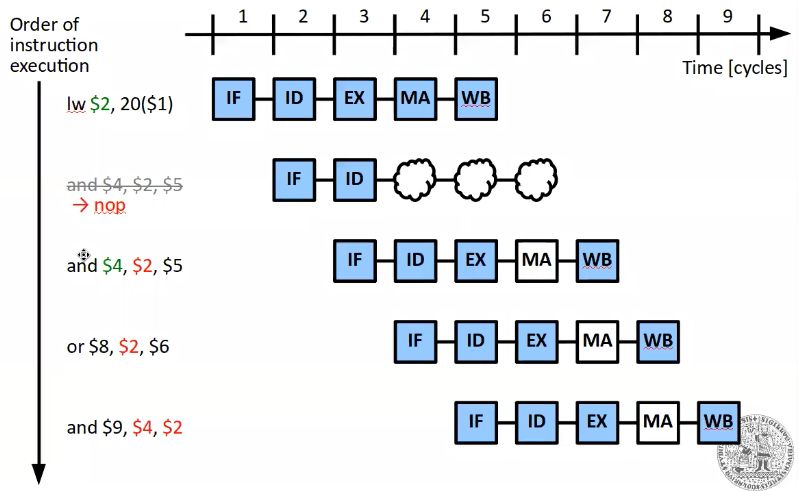 Order of
instruction
execution
1 2 3 4 5 6 7 8 9
Time [cycles]
lw $2, 20($1)
IF ID EX MA WB
and $4, $2, $5
→ nop
IF ID
and $4, $2, $5
IF ID EX MA WB
or $8, $2, $6
IF ID EX MA WB
and $9, $4, $2
IF ID EX MA WB